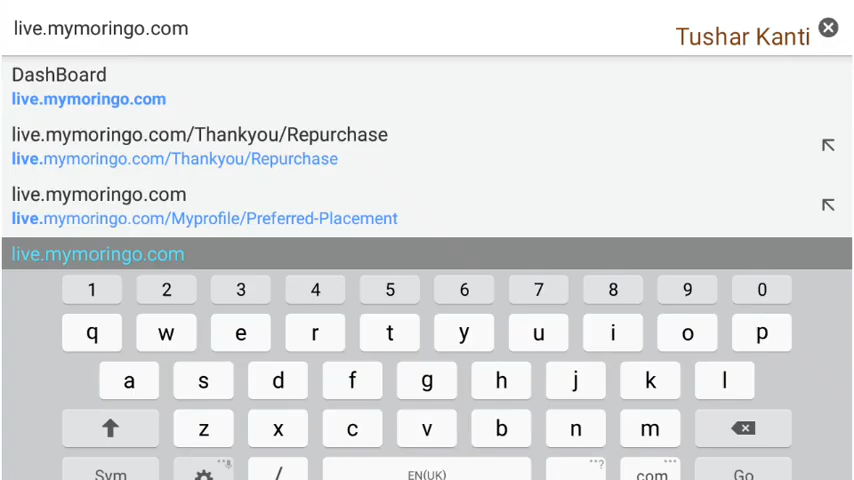 live.mymoringo.com
Tushar Kanti
DashBoard
live.mymoringo.com
live.mymoringo.com/Thankyou/Repurchase
live.mymoringo.com/Thankyou/Repurchase
live.mymoringo.com
live.mymoringo.com/Myprofile/Preferred-Placement
live.mymoringo.com
1 2 3 4 5 6 7 8 9 0
q w e r t y u i o p
a s d f g h j k l
z x c v b n m
Sym / EN(UK) ? com Go